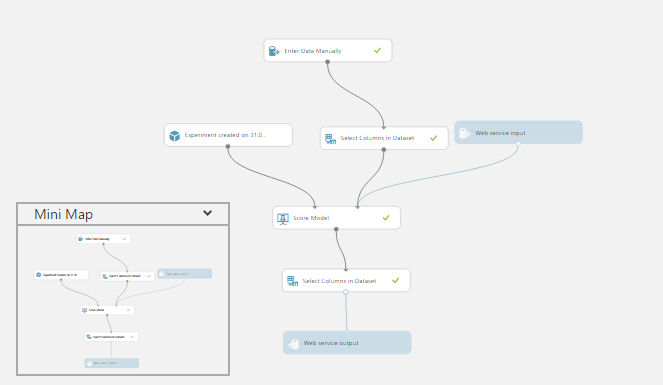 Enter Data Manually
Experiment created on 31.0...
Select Columns in Dataset
Web service input
Score Model
Mini Map
Select Columns in Dataset
Web service output